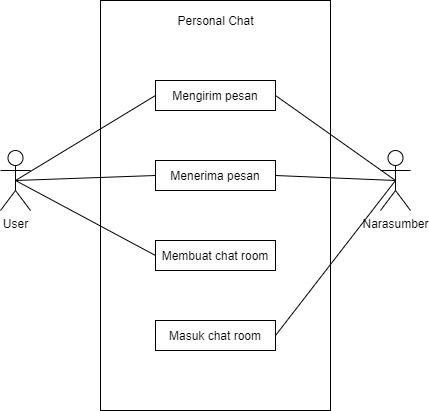 Personal Chat
Mengirim pesan
Menerima pesan
User
Narasumber
Membuat chat room
Masuk chat room